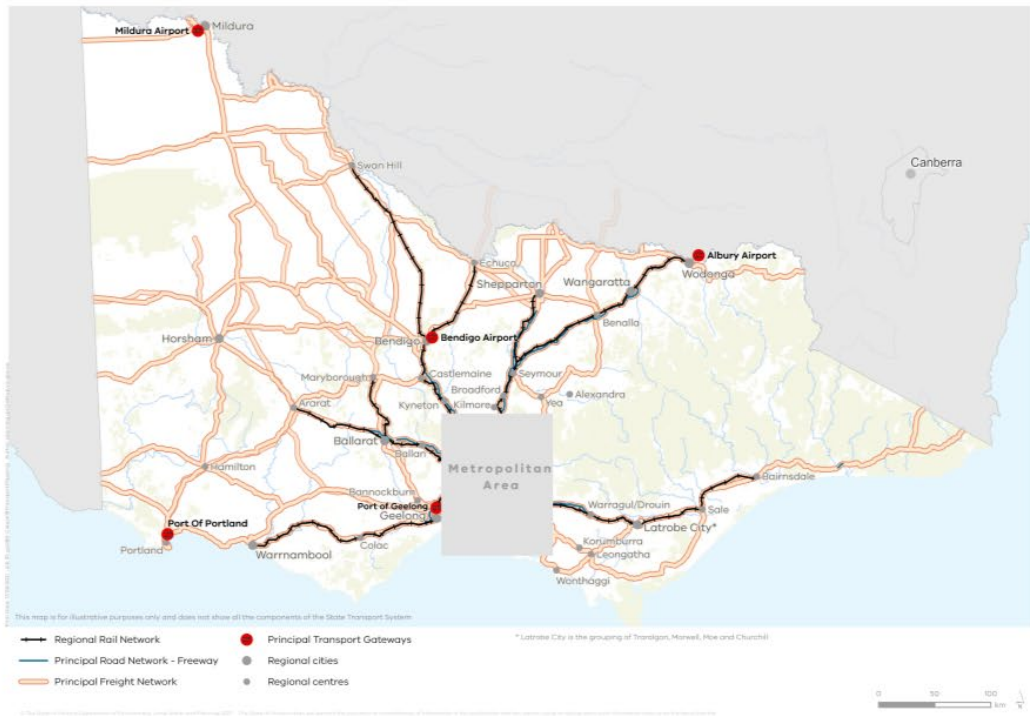 Mildura Airport
Mildura
Swan Hill
Canberra
Echuca
Shepparton
Wangaratta
Albury Airport
Wodonga
Horsham
Bendigo
Bendigo Airport
Benalla
Maryborough
Castlemaine
Seymour
Broadford
Alexandra
Ararat
Kyneton
Kilmore
Yea
Ballarat
Ballan
Hamilton
Metropolitan
Area
Bairnsdale
Bannockburn
Warragul/Drouin
Port of Geelong
Geelong
Sale
Port Of Portland
Latrobe City*
Portland
Warrnambool
Colac
Korumburra
Leongatha
Wonthaggi
This map is for illustrative purposes only and does not show all the components of the State Transport System
Regional Rail Network
Principal Transport Gateways
* Latrobe City is the grouping of Traralgon, Morwell, Moe and Churchill
Principal Road Network - Freeway
Regional cities
Principal Freight Network
Regional centres
0 50 100
km
N